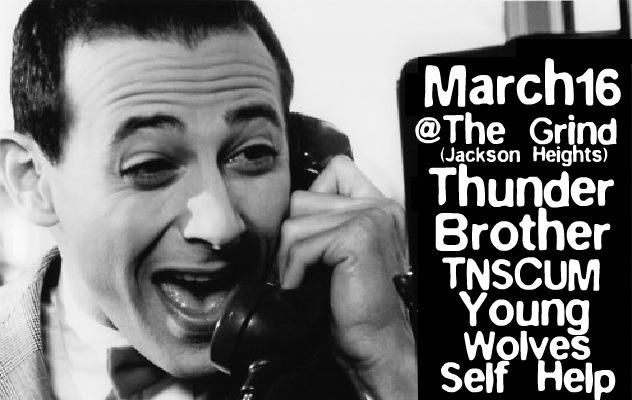 March16
@The Grind
(Jackson Heights)
Thunder
Brother
TNSCUM
Young
Wolves
Self Help